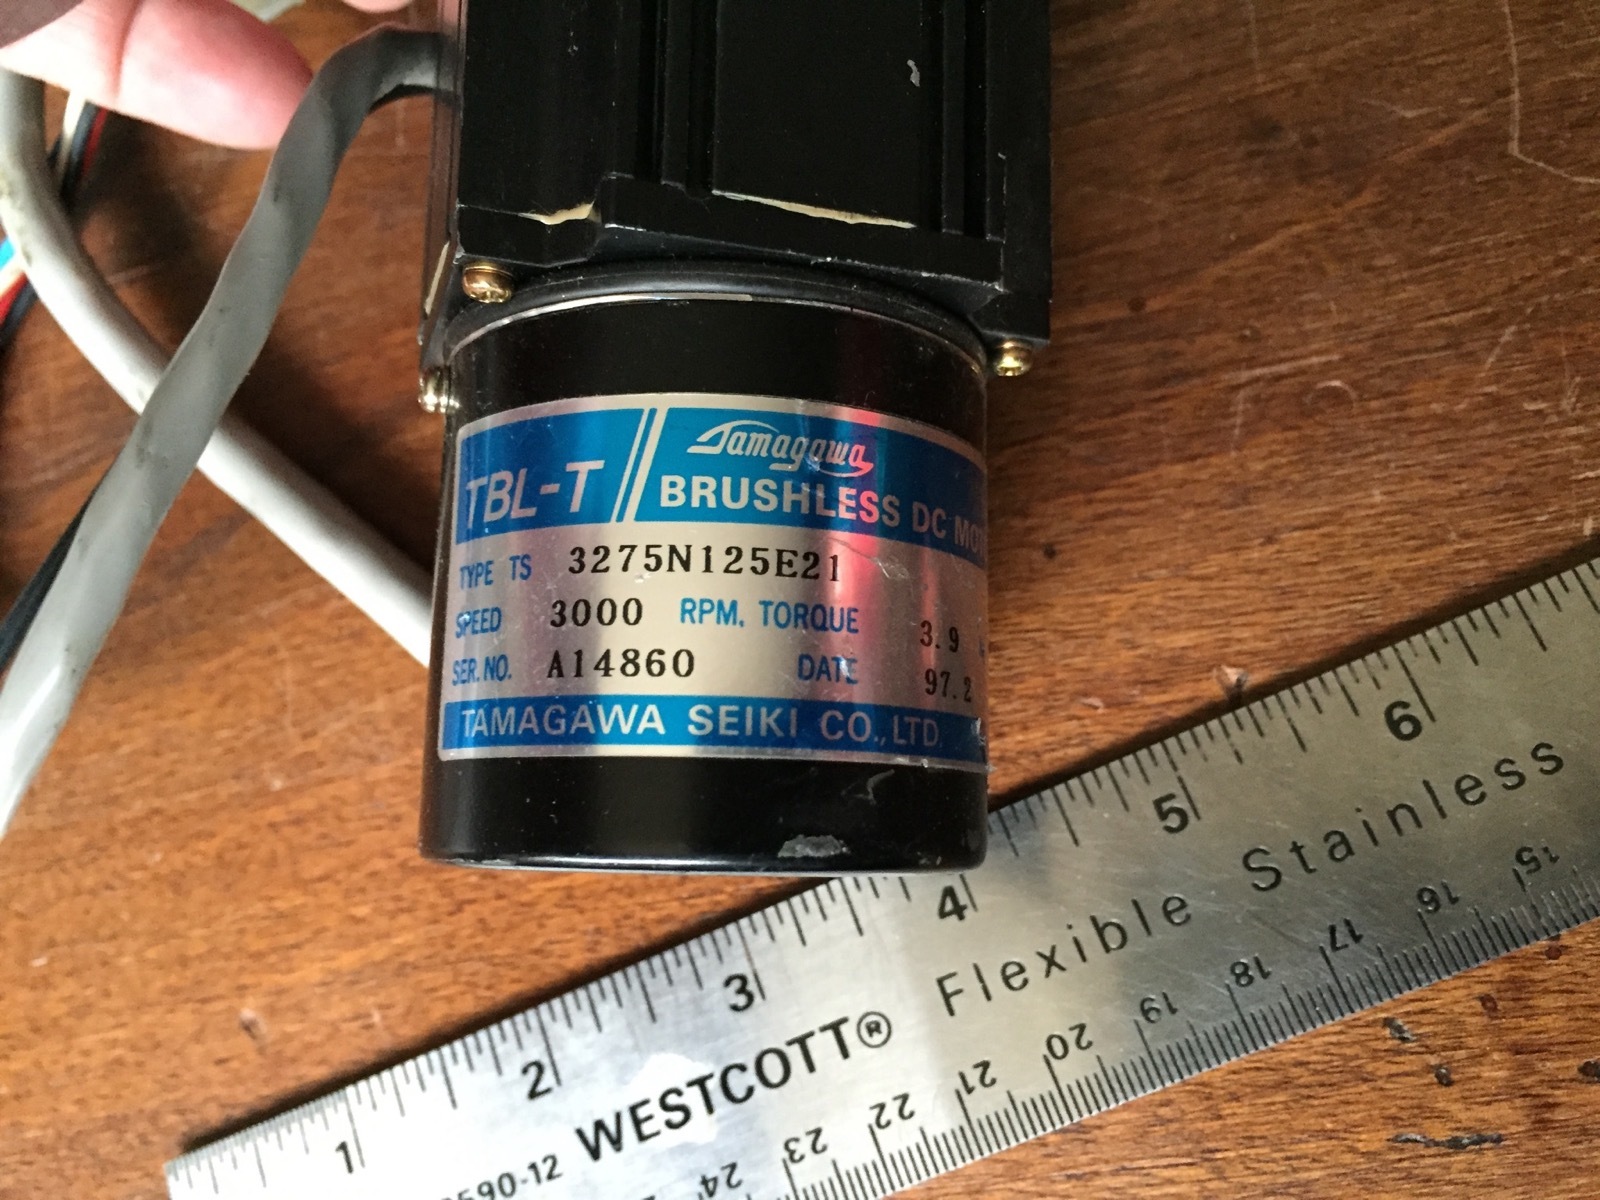 Tamagawa
TBL-T
BRUSHLESS DC
TYPE TS 3275N125E21
SPEED 3000 RPM, TORQUE 3.9
SER. NO. A14860 DATE 97.2
TAMAGAWA SEIKI CO., LTD.
1 2 3 4 5 6
WESTCOTT® Flexible Stainless
590-12
24 23 22 21 20 19 18 17 16 15